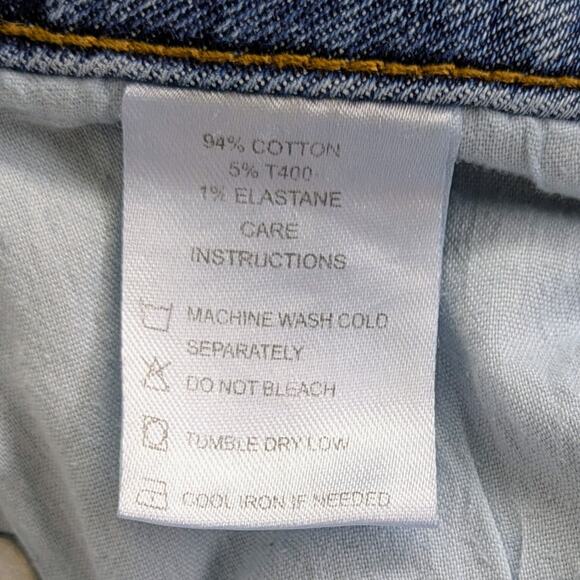 94% COTTON
5% T400
1% ELASTANE
CARE
INSTRUCTIONS
MACHINE WASH COLD
SEPARATELY
DO NOT BLEACH
TUMBLE DRY LOW
COOL IRON IF NEEDED